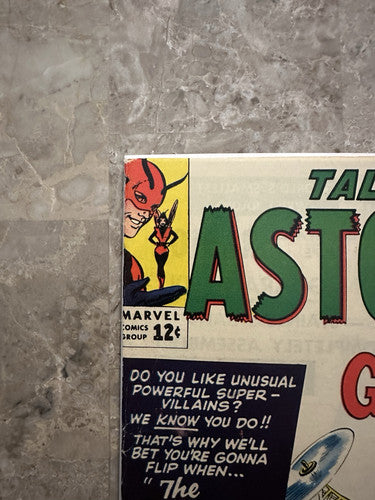 TAL
ASTO
MARVEL
COMICS
GROUP 12¢
G
DO YOU LIKE UNUSUAL
POWERFUL SUPER-
VILLAINS?
WE KNOW YOU DO!!
THAT'S WHY WE'LL
BET YOU'RE GONNA
FLIP WHEN...
"The